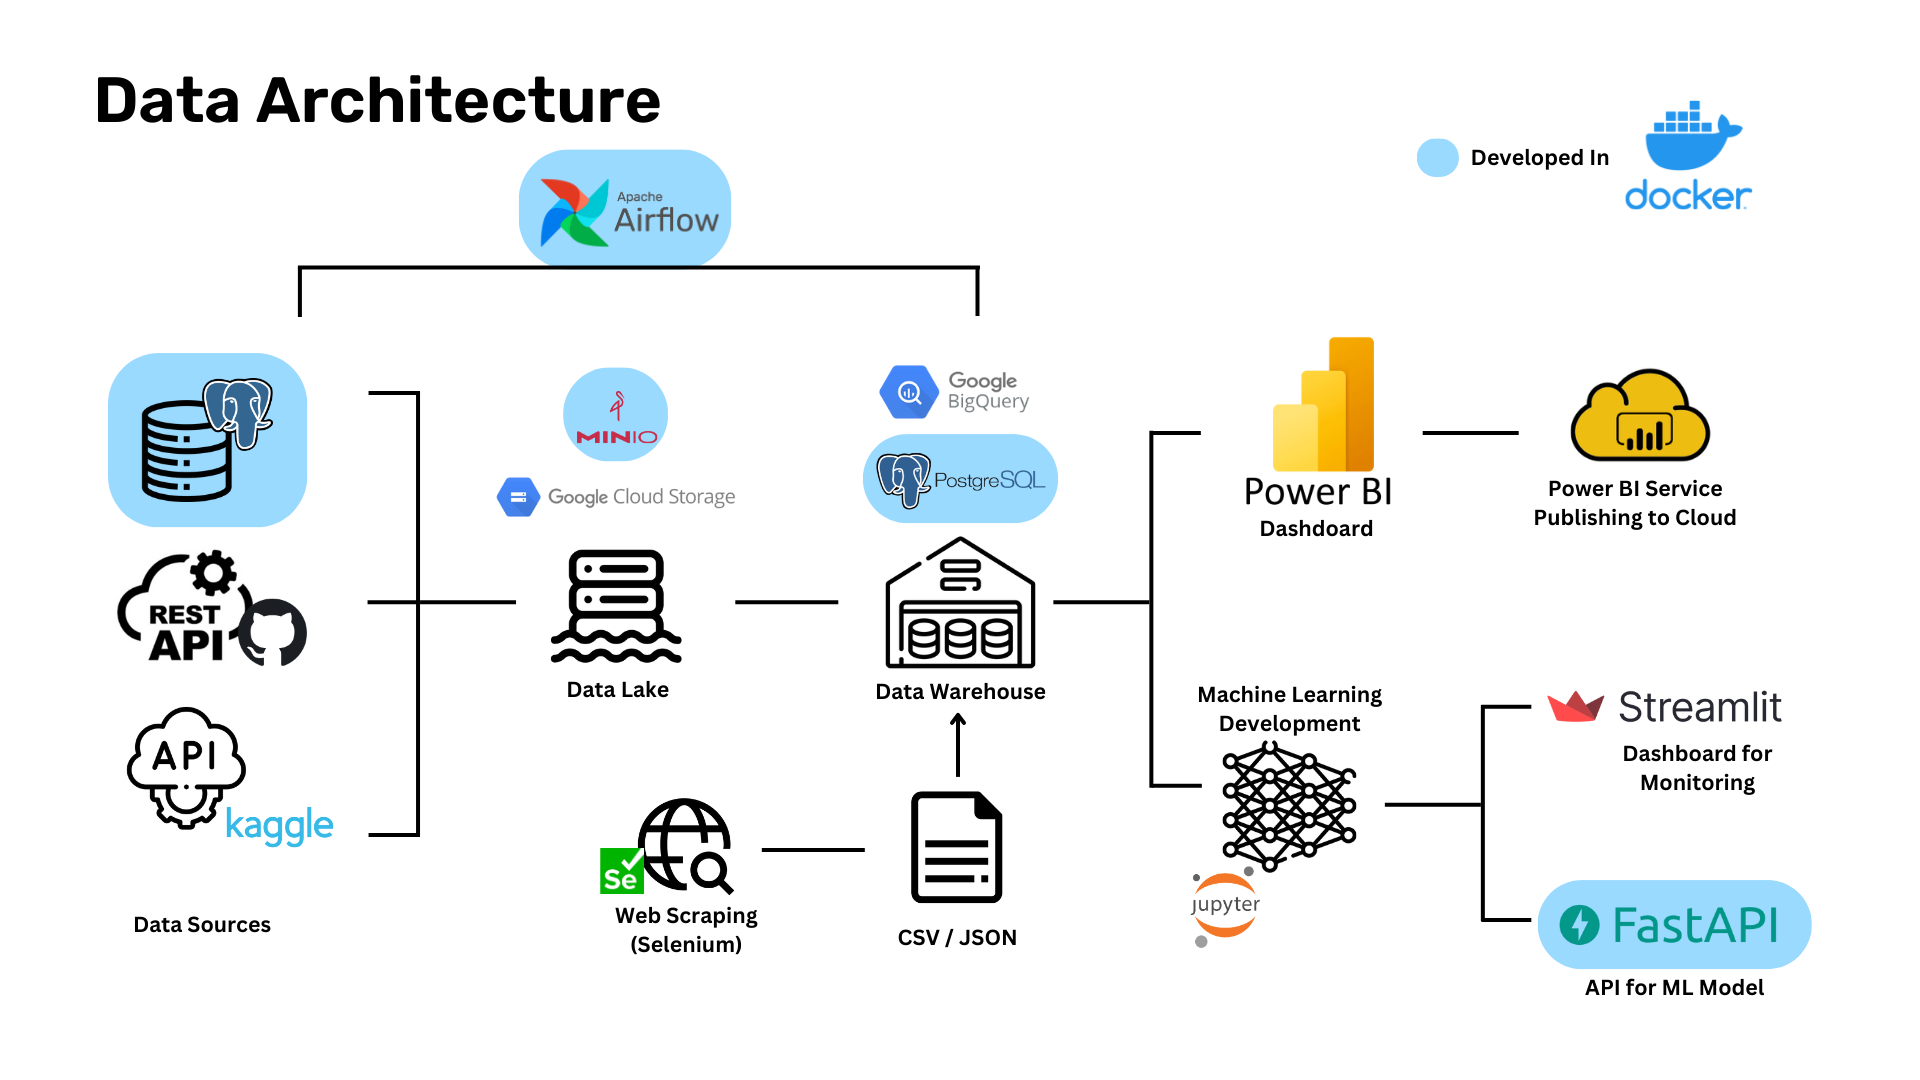 Data Architecture
Developed In
docker
Apache
Airflow
MINIO
Google Cloud Storage
Google
BigQuery
PostgreSQL
Power BI
Dashdoard
Power BI Service
Publishing to Cloud
REST
API
Data Lake
Data Warehouse
Machine Learning
Development
Streamlit
Dashboard for
Monitoring
API
kaggle
Se
Web Scraping
(Selenium)
CSV / JSON
jupyter
FastAPI
API for ML Model
Data Sources